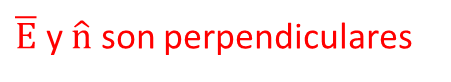 E̅ y n̂ son perpendiculares